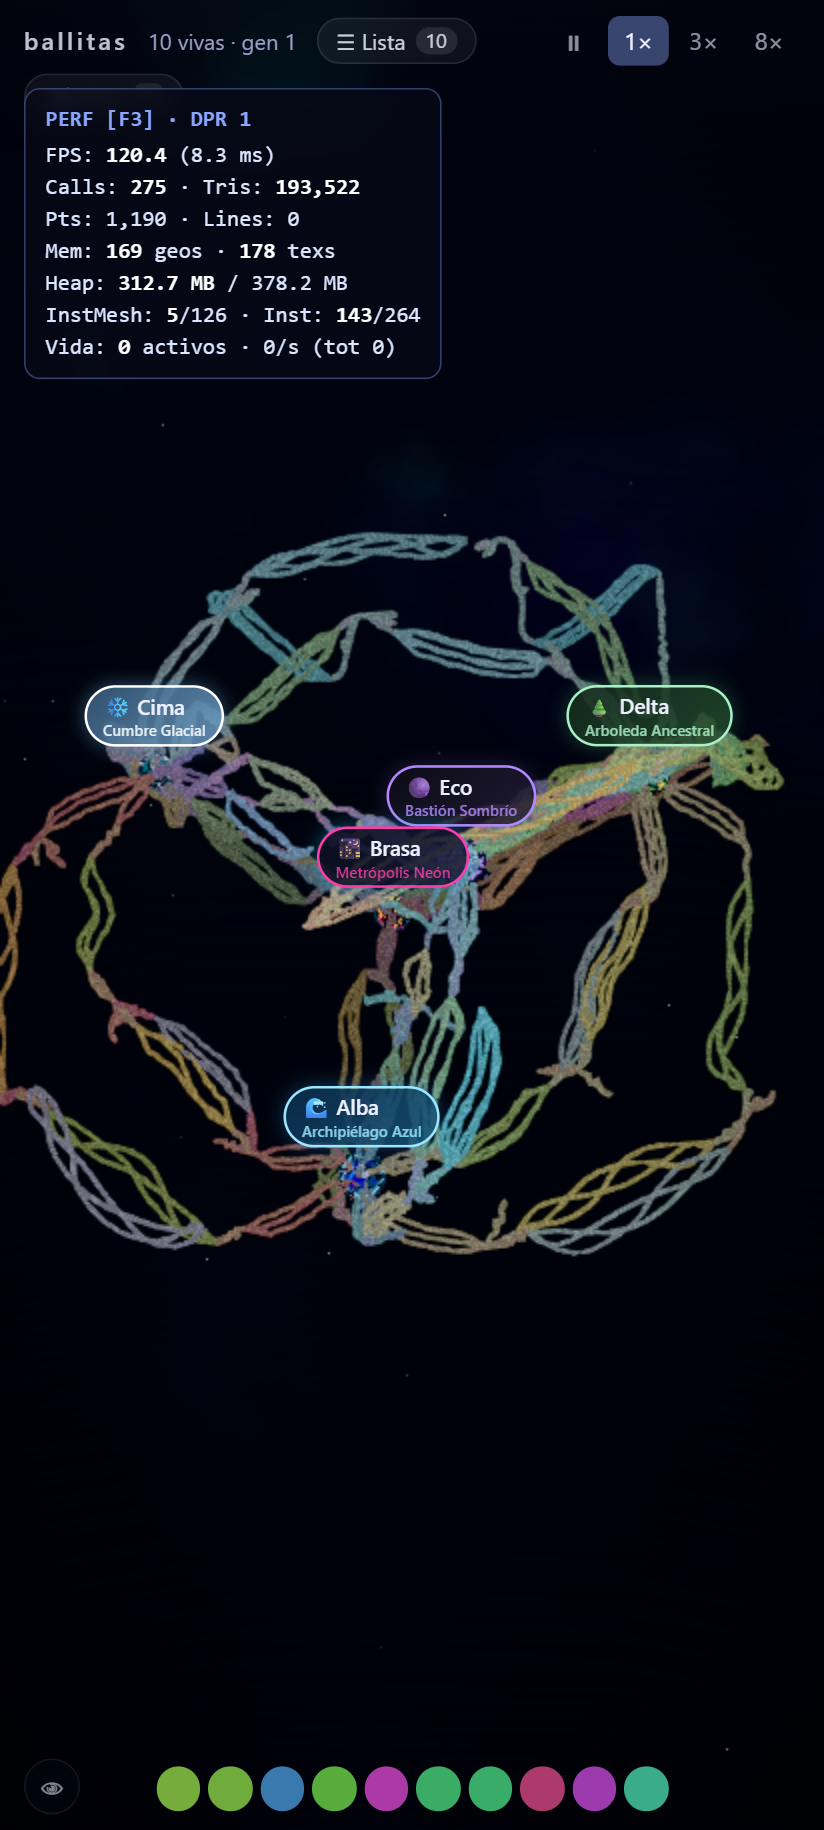 ballitas 10 vivas · gen 1 ☰ Lista 10 1× 3× 8×
PERF [F3] · DPR 1
FPS: 120.4 (8.3 ms)
Calls: 275 · Tris: 193,522
Pts: 1,190 · Lines: 0
Mem: 169 geos · 178 texs
Heap: 312.7 MB / 378.2 MB
InstMesh: 5/126 · Inst: 143/264
Vida: 0 activos · 0/s (tot 0)
Cima
Cumbre Glacial
Delta
Arboleda Ancestral
Eco
Bastión Sombrío
Brasa
Metrópolis Neón
Alba
Archipiélago Azul